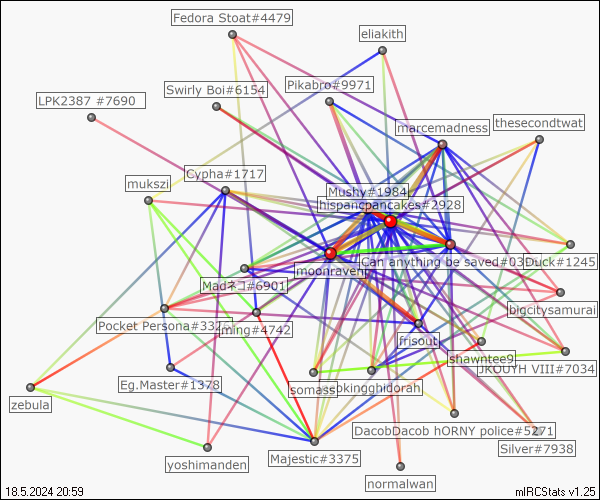 Fedora Stoat#4479
eliakith
Swirly Boi#6154
Pikabro#9971
LPK2387 #7690
marcemadness
thesecondtwat
Cypha#1717
mukszi
Mushy#1984
hispancpancakes#2928
moonraven
Can anything be saved#03
Duck#1245
Madネコ#6901
bigcitysamurai
Pocket Persona#332
ming#4742
frisout
shawntee9
JKOUYH VIII#7034
Eg.Master#1378
somass
okingghidorah
zebula
DacobDacob hORNY police#5271
Silver#7938
yoshimanden
Majestic#3375
normalwan
18.5.2024 20:59
mIRCStats v1.25